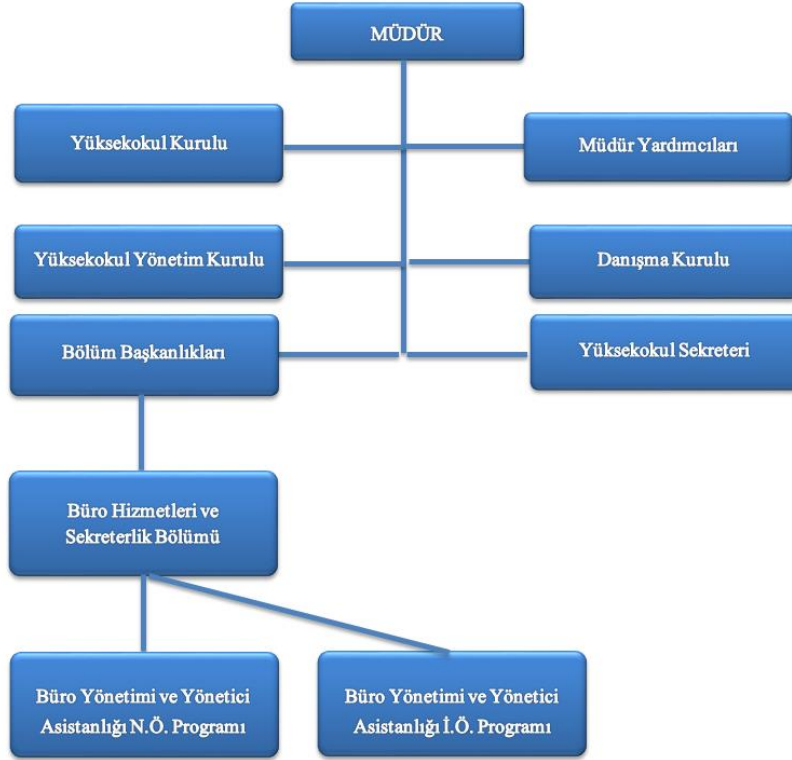 MÜDÜR
Yüksekokul Kurulu
Müdür Yardımcıları
Yüksekokul Yönetim Kurulu
Danışma Kurulu
Bölüm Başkanlıkları
Yüksekokul Sekreteri
Büro Hizmetleri ve
Sekreterlik Bölümü
Büro Yönetimi ve Yönetici
Asistanlığı N.Ö. Programı
Büro Yönetimi ve Yönetici
Asistanlığı İ.Ö. Programı